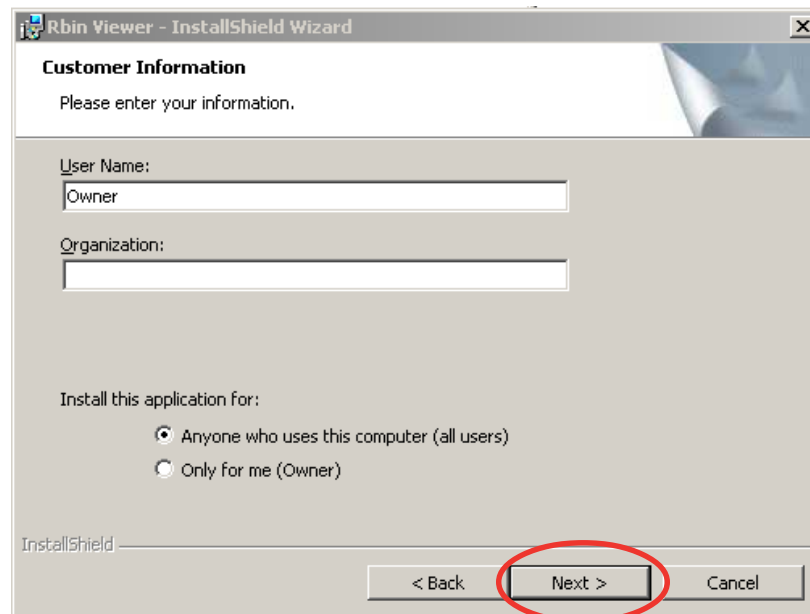 Rbin Viewer - InstallShield Wizard
Customer Information
Please enter your information.
User Name:
Owner
Organization:
Install this application for:
Anyone who uses this computer (all users)
Only for me (Owner)
InstallShield
< Back Next > Cancel